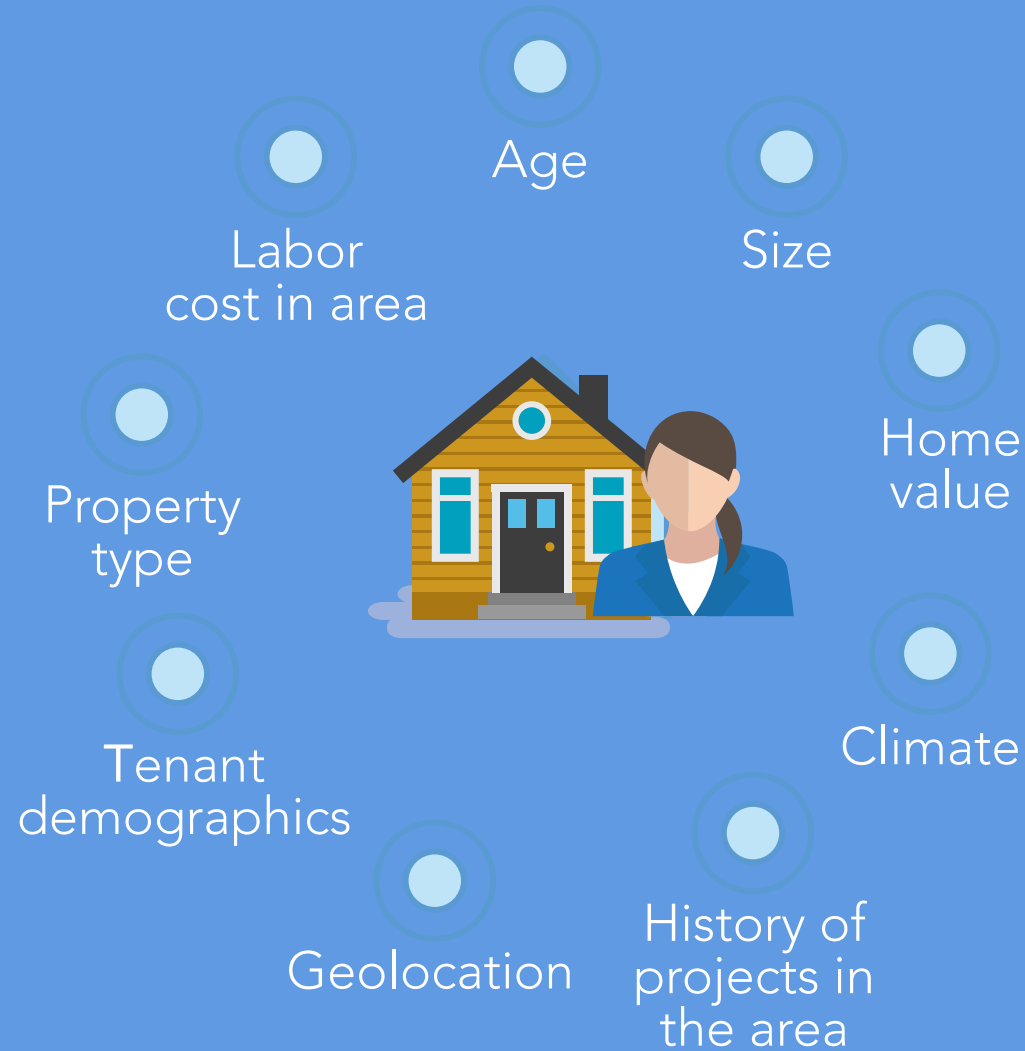 Age
Labor
cost in area
Size
Home
value
Property
type
Climate
Tenant
demographics
History of
projects in
the area
Geolocation